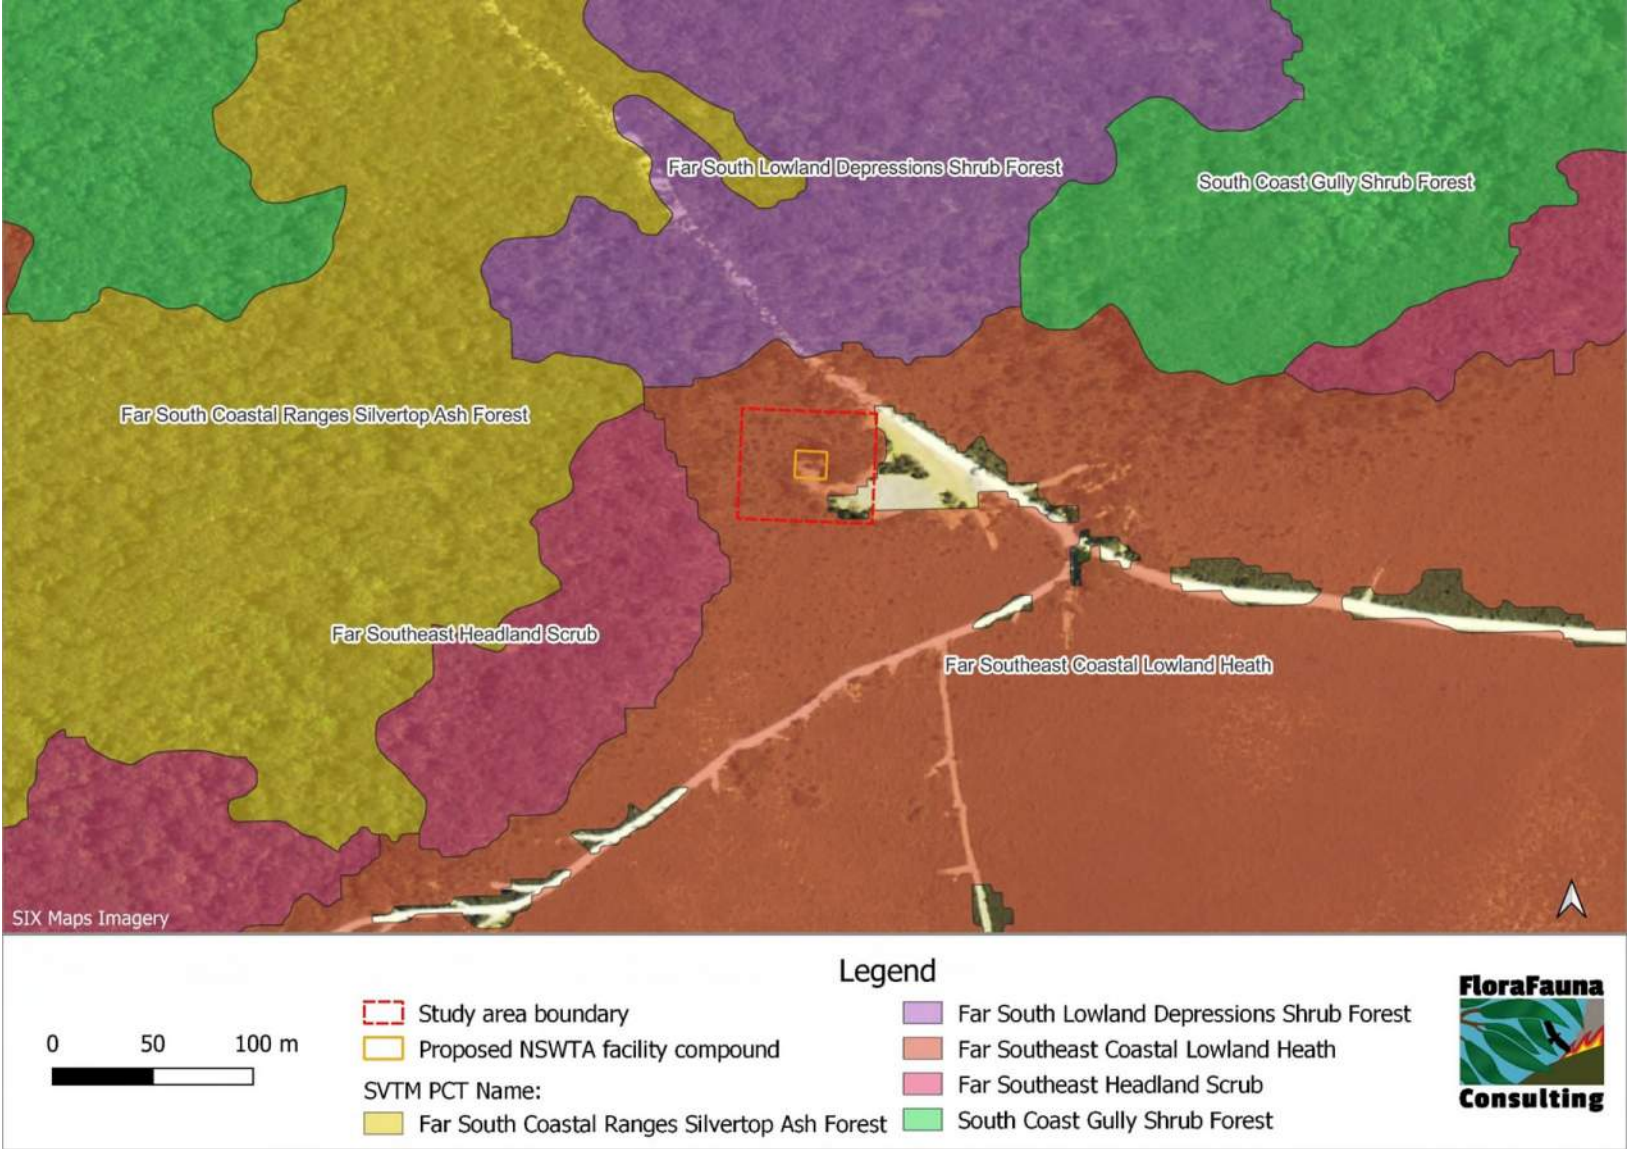 Far South Lowland Depressions Shrub Forest
South Coast Gully Shrub Forest
Far South Coastal Ranges Silvertop Ash Forest
Far Southeast Headland Scrub
Far Southeast Coastal Lowland Heath
SIX Maps Imagery
Legend
0 50 100 m
Study area boundary
Proposed NSWTA facility compound
SVTM PCT Name:
Far South Coastal Ranges Silvertop Ash Forest
Far South Lowland Depressions Shrub Forest
Far Southeast Coastal Lowland Heath
Far Southeast Headland Scrub
South Coast Gully Shrub Forest
FloraFauna
Consulting